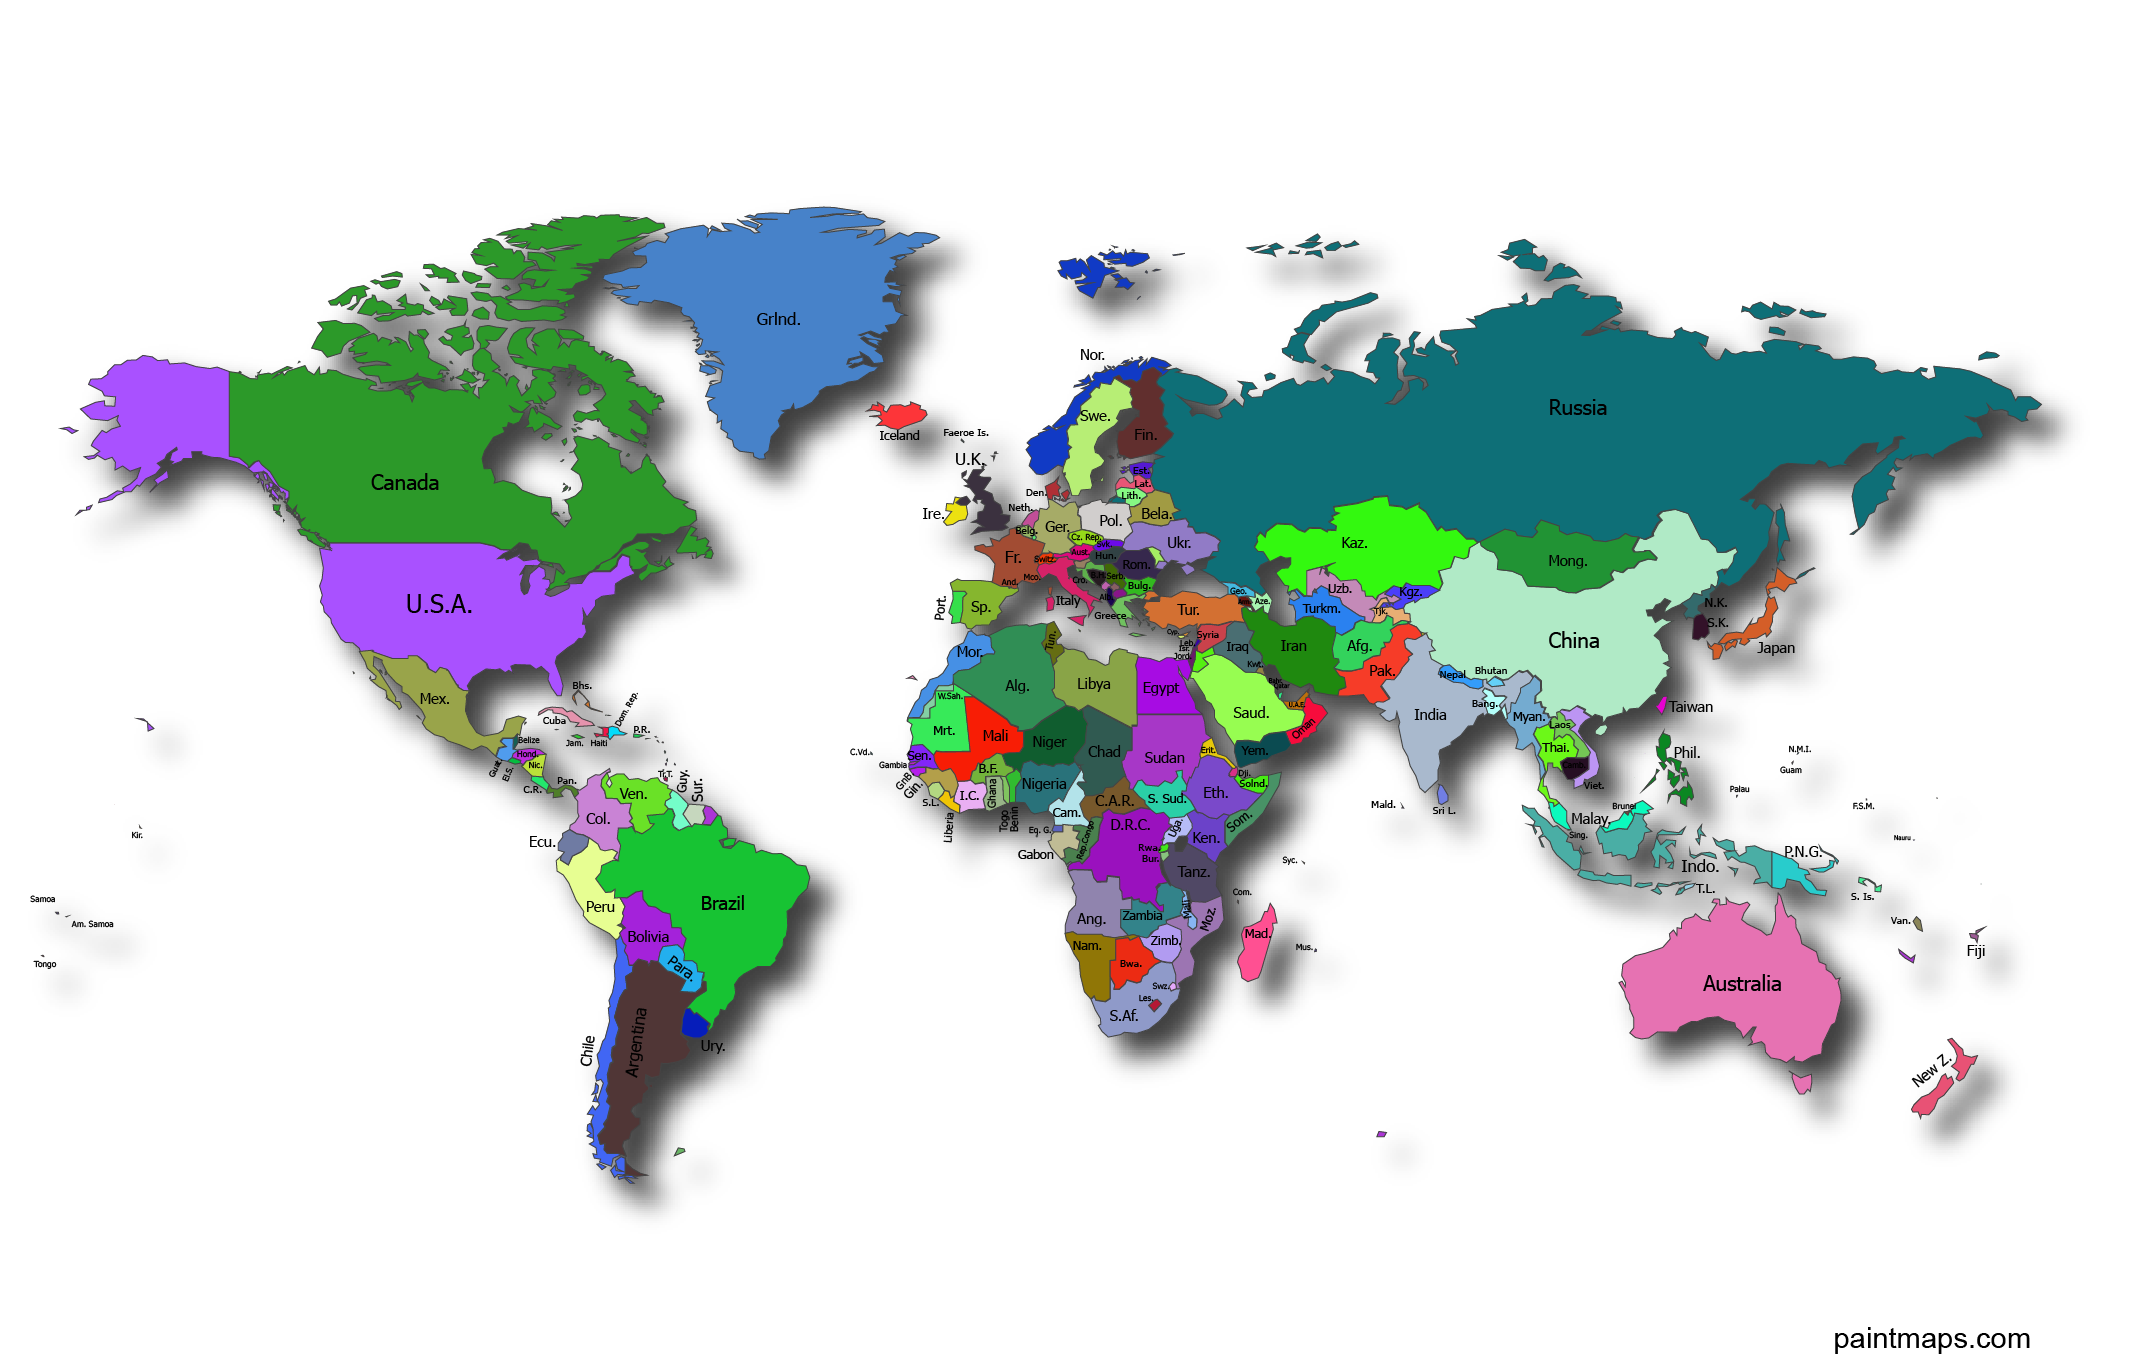 Grlnd.
Iceland
Faeroe Is.
Nor.
Swe.
Fin.
Russia
Canada
U.K.
Ire.
Den.
Neth.
Belg.
Ger.
Pol.
Est.
Lat.
Lith.
Bela.
Ukr.
Cz. Rep.
Svk.
Aust.
Hun.
Rom.
Switz.
Fr.
Mco.
And.
Cro.
B.H.
Serb.
Bulg.
Alb.
Italy
Greece
Port.
Sp.
Kaz.
Mong.
Uzb.
Kgz.
Turkm.
Tjk.
Geo.
Aze.
Tur.
Cyp.
Syria
Leb.
Isr.
Jord.
Iraq
Iran
Afg.
Pak.
Kwt.
Qatar
U.A.E.
Saud.
Oman
Yem.
China
N.K.
S.K.
Japan
Nepal
Bhutan
Bang.
India
Myan.
Laos
Thai.
Camb.
Viet.
Taiwan
Phil.
Sri L.
Mald.
Brunei
Malay.
Sing.
Indo.
T.L.
P.N.G.
Palau
N.M.I.
Guam
F.S.M.
Nauru
S. Is.
Van.
Fiji
Australia
New Z.
U.S.A.
Mex.
Bhs.
Cuba
Dom. Rep.
P.R.
Jam.
Haiti
Belize
Guat.
Hond.
El.S.
Nic.
C.R.
Pan.
Tr.T.
Guy.
Sur.
Ven.
Col.
Ecu.
Peru
Brazil
Bolivia
Para.
Chile
Argentina
Ury.
Kir.
Samoa
Am. Samoa
Tongo
Mor.
Alg.
Tun.
Libya
Egypt
W.Sah.
Mrt.
Mali
Niger
Chad
Sudan
Erit.
C.Vd.
Sen.
Gambia
GnB
Gin.
S.L.
Liberia
I.C.
B.F.
Ghana
Togo
Benin
Nigeria
Cam.
C.A.R.
S. Sud.
Eth.
Dji.
Solnd.
Som.
Eq. G.
Gabon
Rep.Congo
D.R.C.
Uga.
Ken.
Rwa.
Bur.
Tanz.
Syc.
Com.
Ang.
Zambia
Mali
Moz.
Mad.
Mus.
Nam.
Bwa.
Zimb.
Swz.
Les.
S.Af.
paintmaps.com